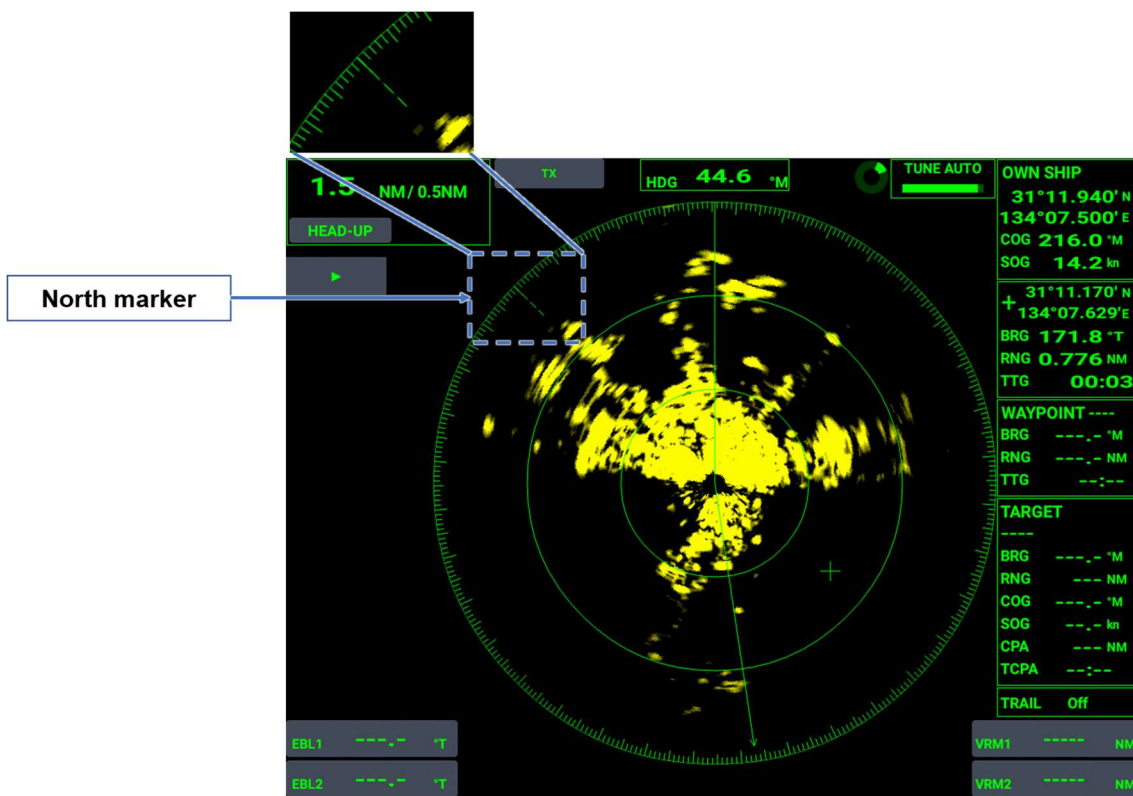 1.5 NM / 0.5NM
HEAD-UP
TX
HDG 44.6 °M
TUNE AUTO
North marker
OWN SHIP
31°11.940' N
134°07.500' E
COG 216.0 °M
SOG 14.2 kn
+ 31°11.170' N
134°07.629'E
BRG 171.8 °T
RNG 0.776 NM
TTG 00:03
WAYPOINT ----
BRG ---.- °M
RNG ---.- NM
TTG --:--
TARGET
----
BRG ---.- °M
RNG --- NM
COG ---.- °M
SOG --.- kn
CPA --- NM
TCPA --:--
TRAIL Off
EBL1 ---.- °T
EBL2 ---.- °T
VRM1 ----- NM
VRM2 ----- NM